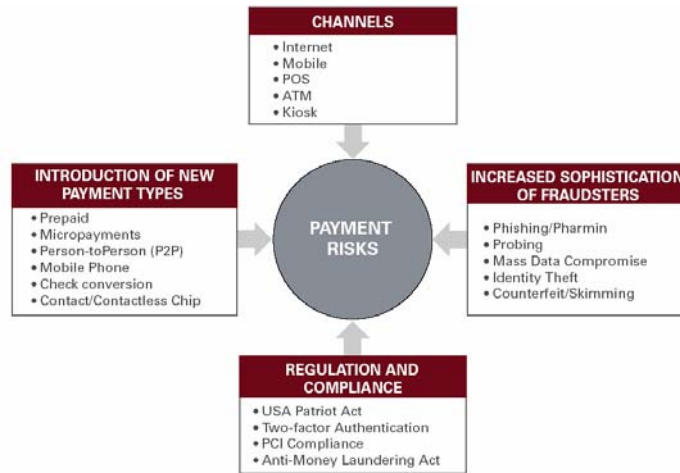 CHANNELS
• Internet
• Mobile
• POS
• ATM
• Kiosk
INTRODUCTION OF NEW
PAYMENT TYPES
• Prepaid
• Micropayments
• Person-toPerson (P2P)
• Mobile Phone
• Check conversion
• Contact/Contactless Chip
PAYMENT
RISKS
INCREASED SOPHISTICATION
OF FRAUDSTERS
• Phishing/Pharmin
• Probing
• Mass Data Compromise
• Identity Theft
• Counterfeit/Skimming
REGULATION AND
COMPLIANCE
• USA Patriot Act
• Two-factor Authentication
• PCI Compliance
• Anti-Money Laundering Act